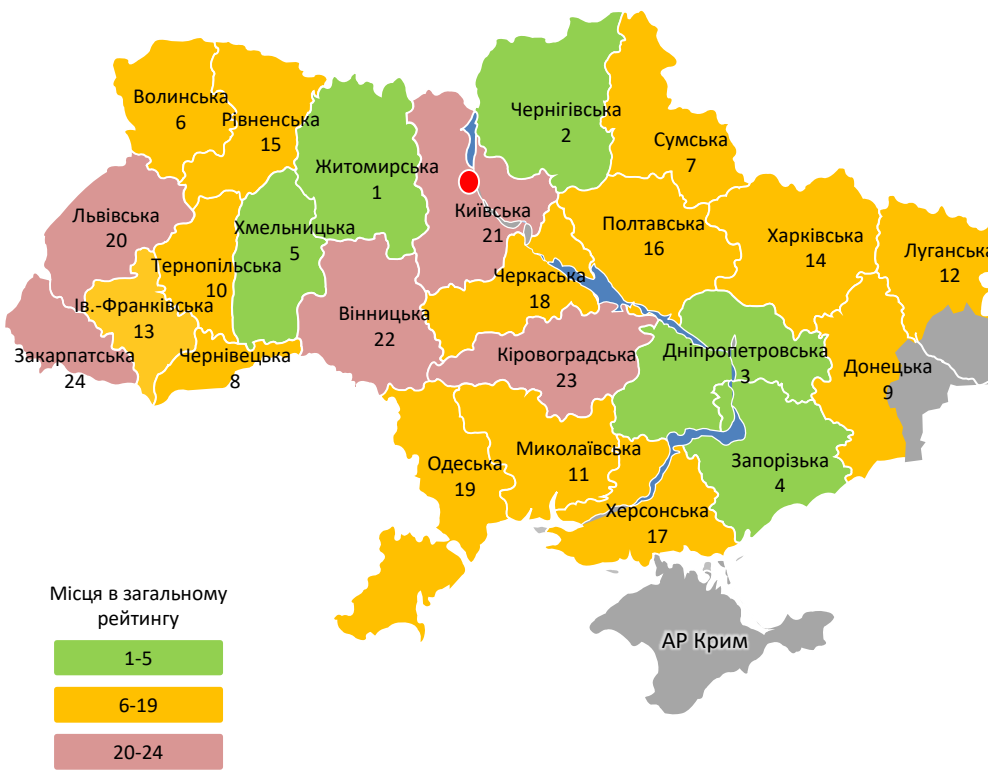 Волинська
6
Рівненська
15
Житомирська
1
Чернігівська
2
Сумська
7
Львівська
20
Хмельницька
5
Київська
21
Полтавська
16
Харківська
14
Луганська
12
Тернопільська
10
Черкаська
18
Ів.-Франківська
13
Вінницька
22
Закарпатська
24
Чернівецька
8
Кіровоградська
23
Дніпропетровська
3
Донецька
9
Одеська
19
Миколаївська
11
Запорізька
4
Херсонська
17
АР Крим
Місця в загальному
рейтингу
1-5
6-19
20-24